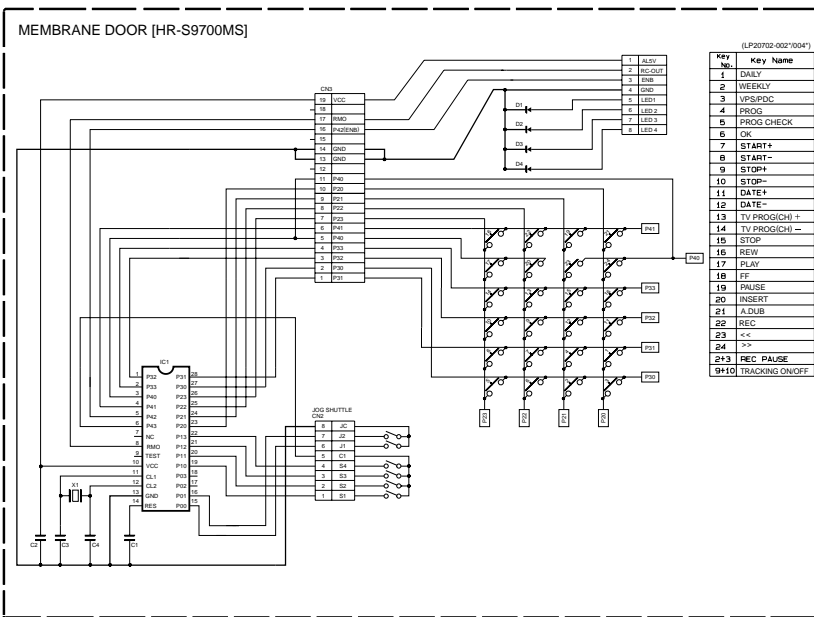 MEMBRANE DOOR [HR-S9700MS]
(LP20702-002*/004*)
Key No. Key Name
1 DAILY
2 WEEKLY
3 VPS/PDC
4 PROG
5 PROG CHECK
6 OK
7 START+
8 START-
9 STOP+
10 STOP-
11 DATE+
12 DATE-
13 TV PROG(CH) +
14 TV PROG(CH) —
15 STOP
16 REW
17 PLAY
18 FF
19 PAUSE
20 INSERT
21 A.DUB
22 REC
23 <<
24 >>
2+3 REC PAUSE
9+10 TRACKING ON/OFF
1 AL5V
2 RC-OUT
3 ENB
4 GND
5 LED1
6 LED 2
7 LED 3
8 LED 4
D1
D2
D3
D4
CN3
19 VCC
18
17 RMO
16 P42(ENB)
15
14 GND
13 GND
12
11 P40
10 P20
9 P21
8 P22
7 P23
6 P41
5 P40
4 P33
3 P32
2 P30
1 P31
P41
P40
P33
P32
P31
P30
P23
P22
P21
P20
IC1
1 P32 P31 28
2 P33 P30 27
3 P40 P23 26
4 P41 P22 25
5 P42 P21 24
6 P43 P20 23
7 NC P13 22
8 RMO P12 21
9 TEST P11 20
10 VCC P10 19
11 CL1 P03 18
12 CL2 P02 17
13 GND P01 16
14 RES P00 15
X1
C2
C3
C4
C1
JOG SHUTTLE
CN2
8 JC
7 J2
6 J1
5 C1
4 S4
3 S3
2 S2
1 S1